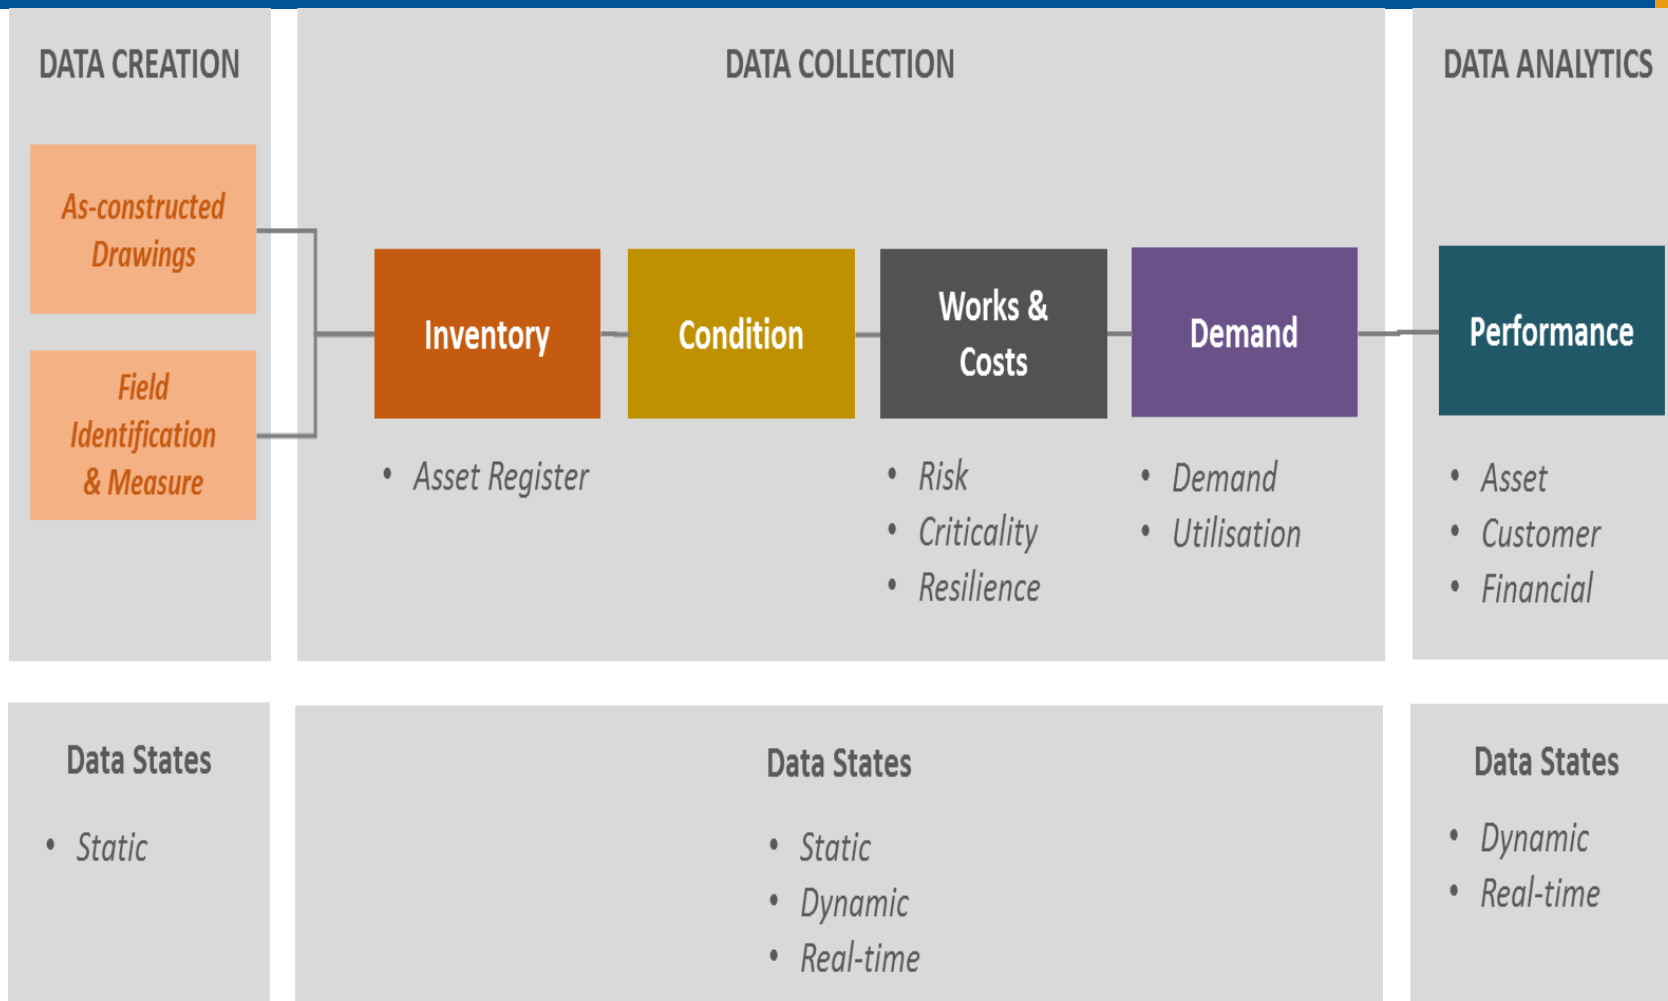 DATA CREATION
As-constructed
Drawings
Field
Identification
& Measure
DATA COLLECTION
Inventory
• Asset Register
Condition
Works &
Costs
• Risk
• Criticality
• Resilience
Demand
• Demand
• Utilisation
DATA ANALYTICS
Performance
• Asset
• Customer
• Financial
Data States
• Static
Data States
• Static
• Dynamic
• Real-time
Data States
• Dynamic
• Real-time